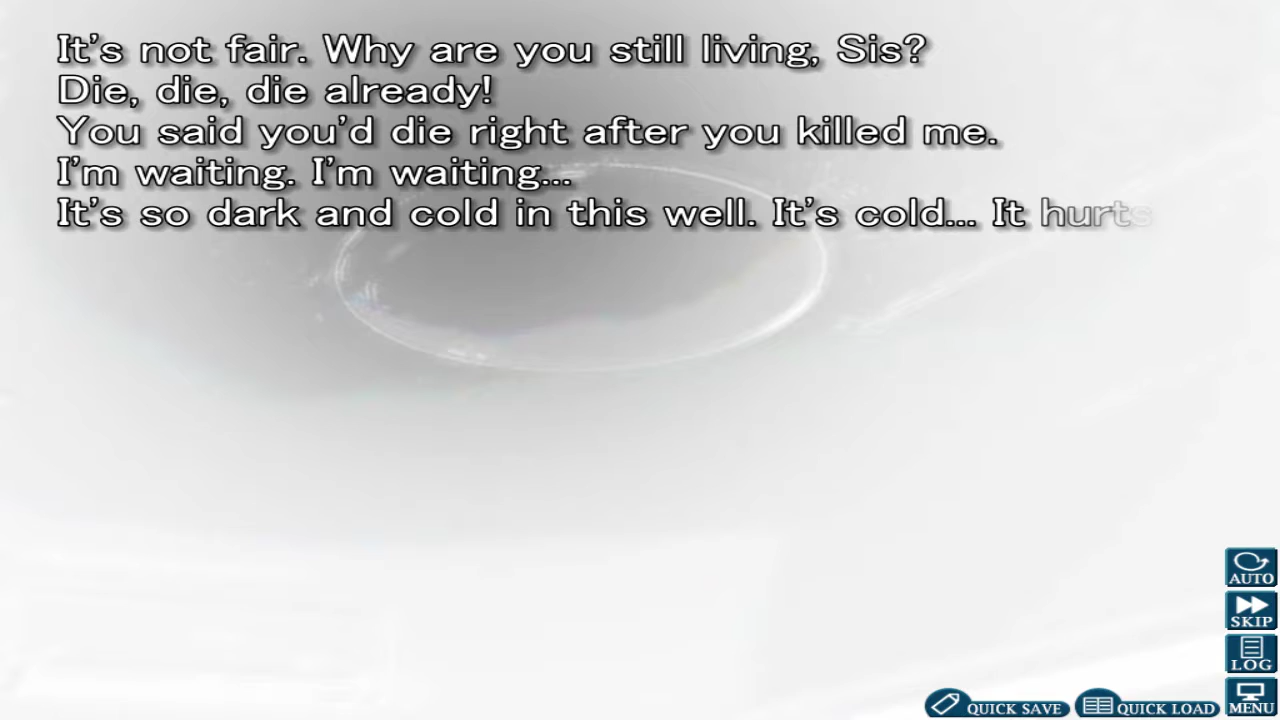 It's not fair. Why are you still living, Sis?
Die, die, die already!
You said you'd die right after you killed me.
I'm waiting. I'm waiting...
It's so dark and cold in this well. It's cold... It hurts
AUTO
SKIP
LOG
MENU
QUICK SAVE
QUICK LOAD